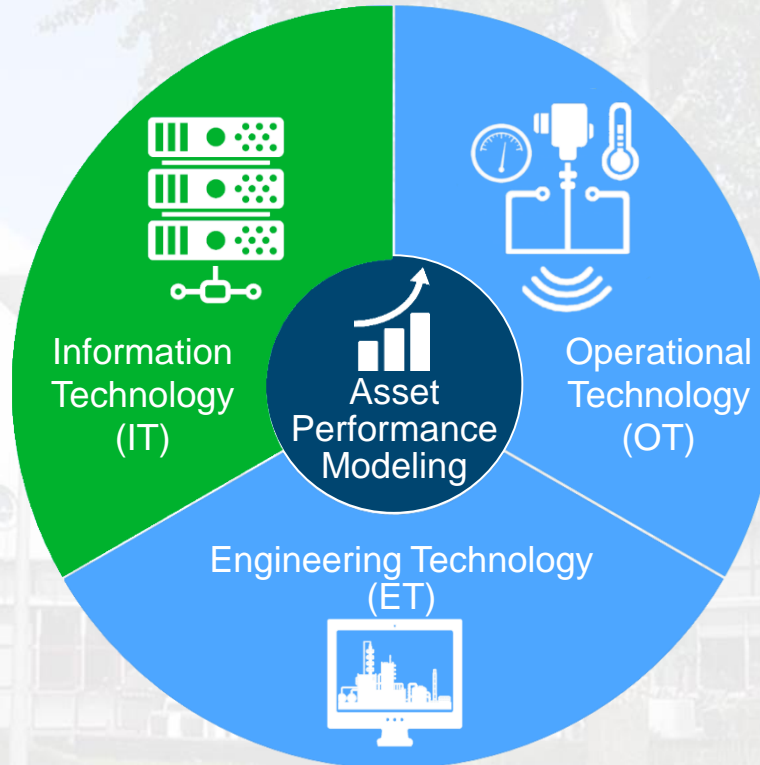 Information
Technology
(IT)
Operational
Technology
(OT)
Asset
Performance
Modeling
Engineering Technology
(ET)